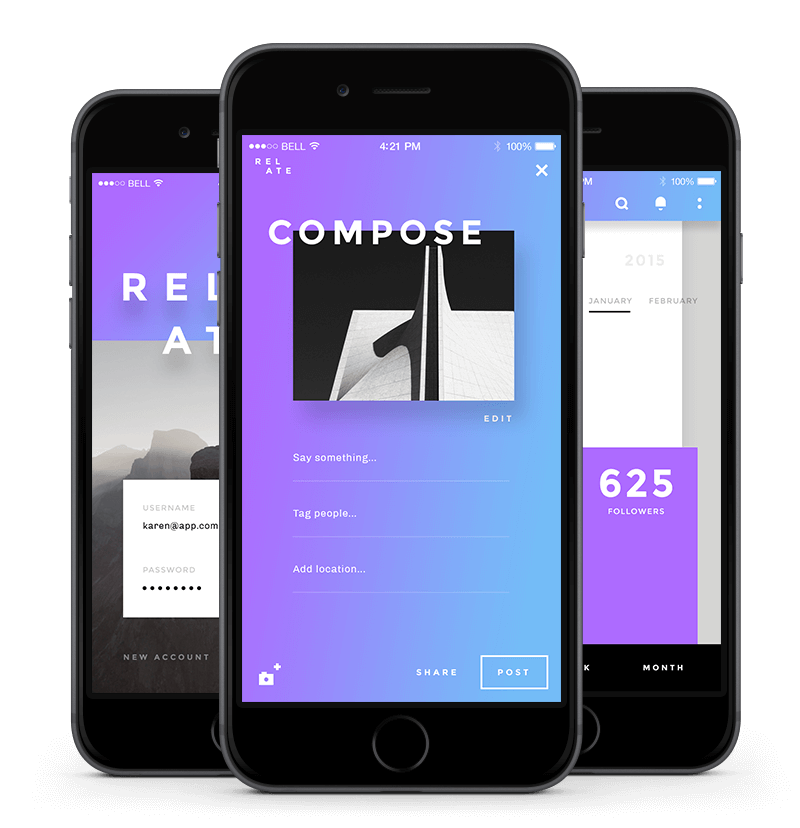 BELL
REL
AT
USERNAME
karen@app.com
PASSWORD
NEW ACCOUNT
BELL 4:21 PM 100%
REL
ATE
COMPOSE
EDIT
Say something...
Tag people...
Add location...
SHARE POST
PM 100%
2015
JANUARY FEBRUARY
625
FOLLOWERS
K MONTH